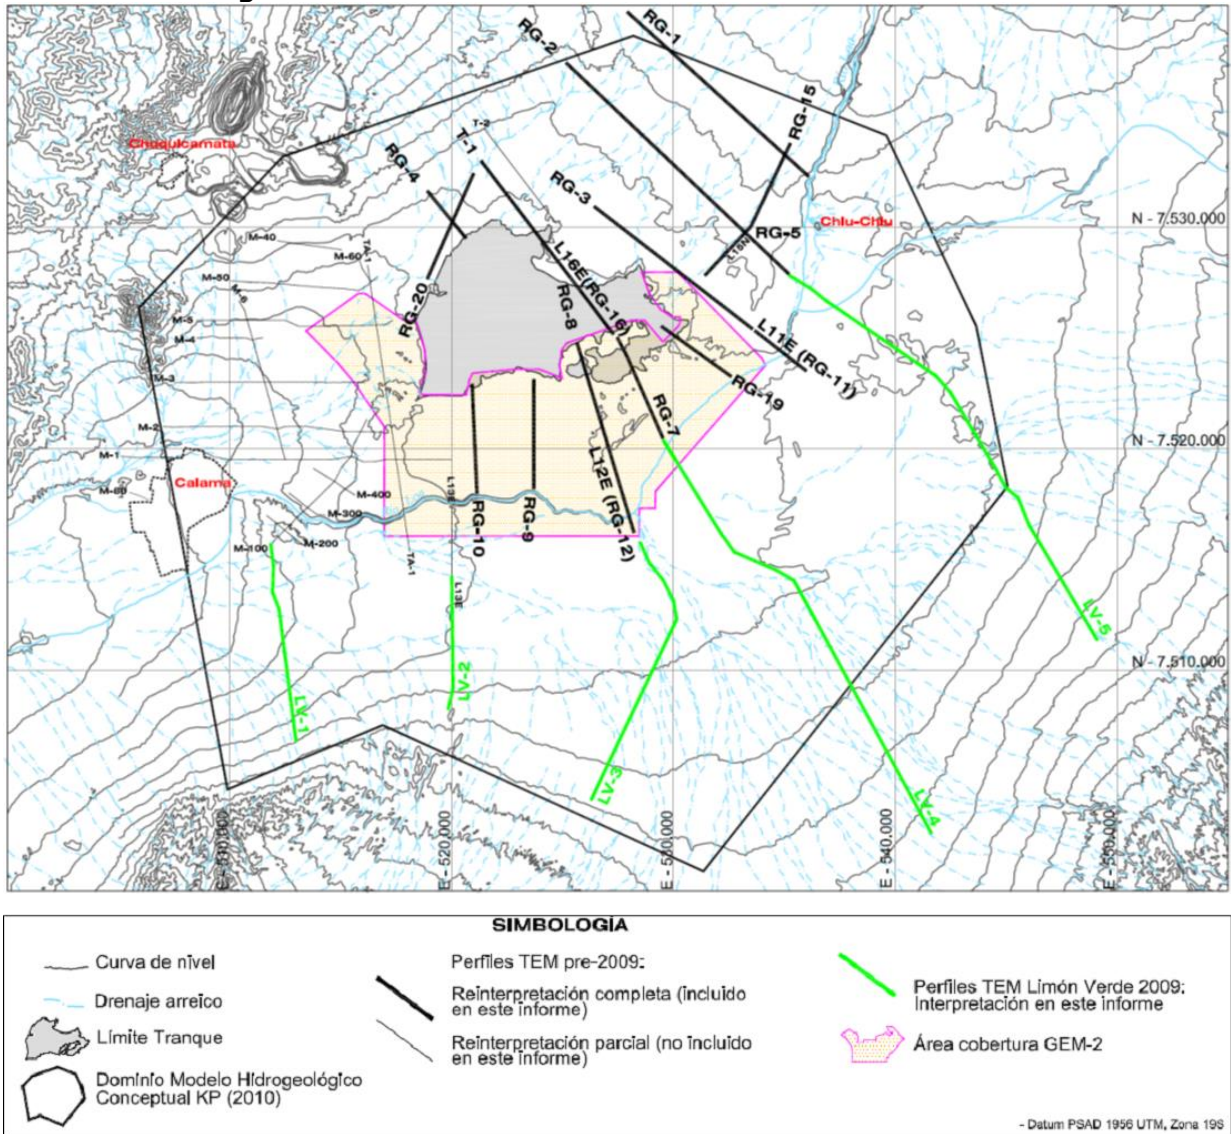 RG-1
RG-2
RG-15
T-2
Chuquicamata
T-1
RG-4
RG-3
N - 7.530.000
Chiu-Chiu
RG-5
L15N
M-40
TA-1
M-60
L16E(RG-16)
M-50
M-6
RG-8
RG-20
M-5
M-4
L11E (RG-11)
M-3
RG-19
RG-7
M-2
N - 7.520.000
M-1
L12E (RG-12)
Calama
M-80
M-400
RG-10
RG-9
M-300
M-200
M-100
TA-1
L13E
LV-5
N - 7.510.000
LV-2
LV-1
LV-3
LV-4
E - 520.000
E - 540.000
SIMBOLOGÍA
Curva de nivel
Drenaje arreico
Límite Tranque
Dominio Modelo Hidrogeológico
Conceptual KP (2010)
Perfiles TEM pre-2009:
Reinterpretación completa (incluido
en este informe)
Reinterpretación parcial (no incluido
en este informe)
Perfiles TEM Limón Verde 2009:
Interpretación en este informe
Área cobertura GEM-2
- Datum PSAD 1956 UTM, Zona 19S